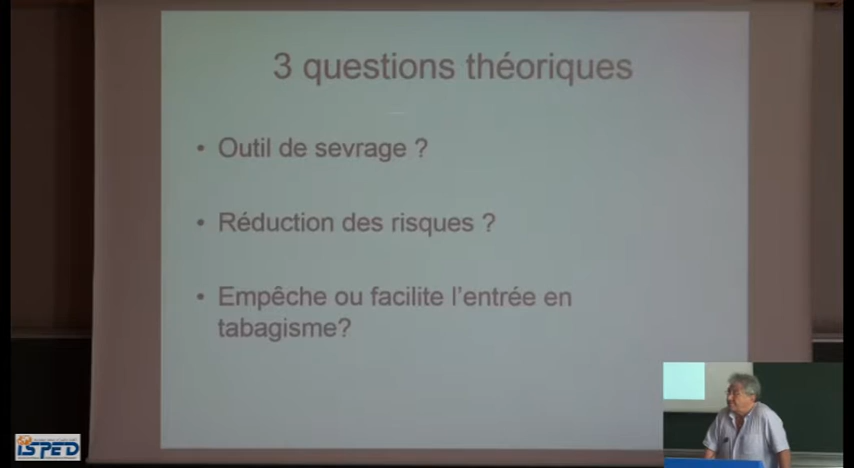 3 questions théoriques
• Outil de sevrage ?
• Réduction des risques ?
• Empêche ou facilite l'entrée en
tabagisme?
ISPED